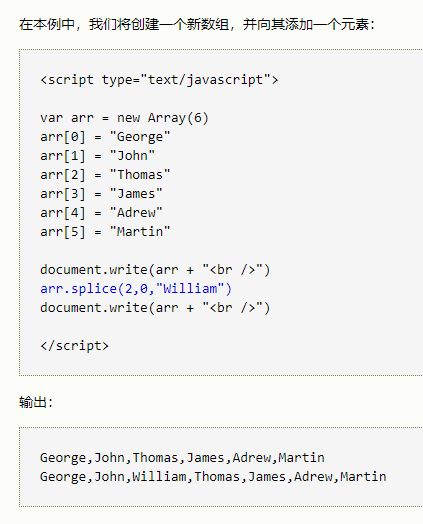 在本例中，我们将创建一个新数组，并向其添加一个元素：
<script type="text/javascript">
var arr = new Array(6)
arr[0] = "George"
arr[1] = "John"
arr[2] = "Thomas"
arr[3] = "James"
arr[4] = "Adrew"
arr[5] = "Martin"
document.write(arr + "<br />")
arr.splice(2,0,"William")
document.write(arr + "<br />")
</script>
输出：
George,John,Thomas,James,Adrew,Martin
George,John,William,Thomas,James,Adrew,Martin